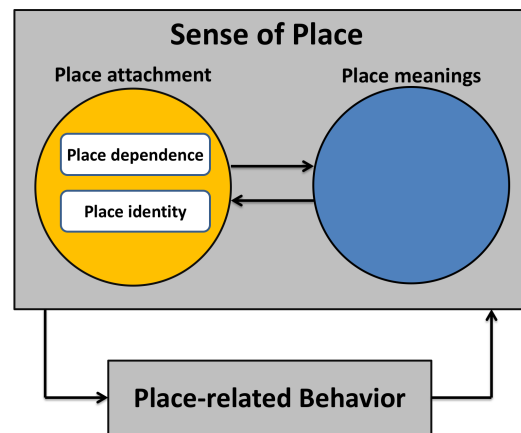 Sense of Place
Place attachment
Place meanings
Place dependence
Place identity
Place-related Behavior